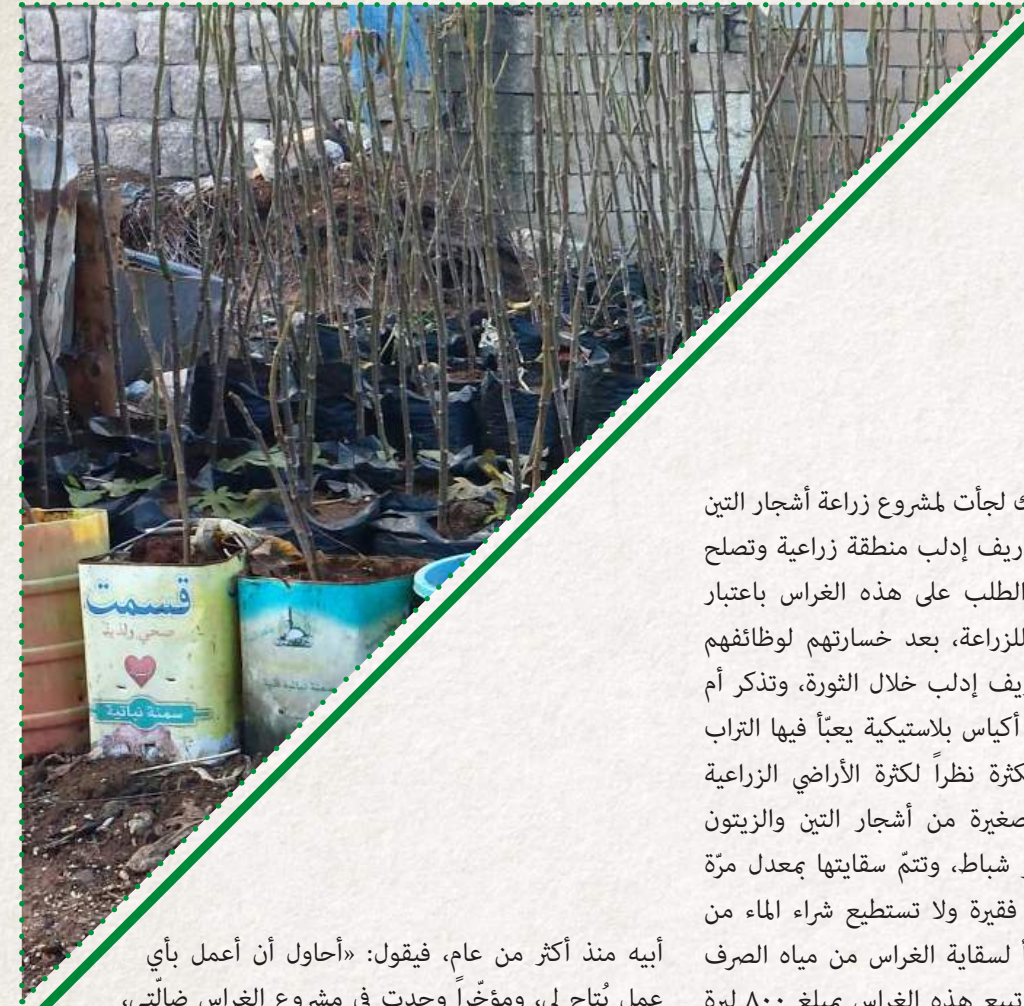 لجأت لمشروع زراعة أشجار التين
ريف إدلب منطقة زراعية وتصلح
الطلب على هذه الغراس باعتبار
للزراعة، بعد خسارتهم لوظائفهم
إدلب خلال الثورة، وتذكر أم
أكياس بلاستيكية يعبّأ فيها التراب
نظراً لكثرة الأراضي الزراعية
من أشجار التين والزيتون
شباط، وتتمّ سقايتها بمعدل مرّة
فقيرة ولا تستطيع شراء الماء من
لسقاية الغراس من مياه الصرف
تبيع هذه الغراس بمبلغ ٨٠٠ ليرة
أبيه منذ أكثر من عام، فيقول: «أحاول أن أعمل بأي
عمل يُتاح لي، ومؤخّراً وجدت في مشروع الغراس ضالّتي،
قسمت
صحي ولذيذ
سمنة نباتية